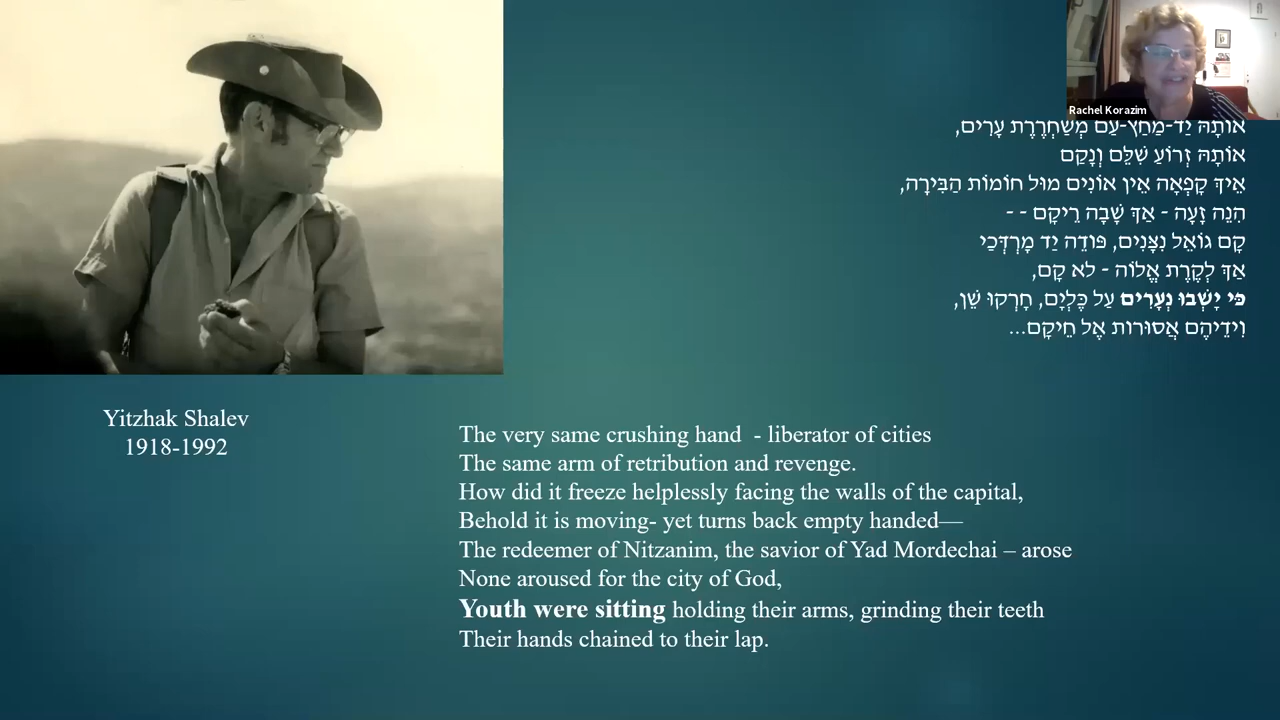 Rachel Korazim
אוֹתָהּ יַד-מַחַץ-עַם מְשַׁחְרֶרֶת עָרִים,
אוֹתָהּ זְרוֹעַ שִׁלֵּם וְנָקַם
אֵיךְ קָפְאָה אֵין אוֹנִים מוּל חוֹמוֹת הַבִּירָה,
הִנֵּה זָעָה - אַךְ שָׁבָה רֵיקָם - -
קָם גּוֹאֵל נִצָּנִים, פּוֹדֶה יַד מָרְדְּכַי
אַךְ לְקֶרֶת אֱלוֹהַּ - לֹא קָם,
כִּי יָשְׁבוּ נְעָרִים עַל כֶּלְיָם, חָרְקוּ שֵׁן,
וִידֵיהֶם אֲסוּרוֹת אֶל חֵיקָם...
Yitzhak Shalev
1918-1992
The very same crushing hand - liberator of cities
The same arm of retribution and revenge.
How did it freeze helplessly facing the walls of the capital,
Behold it is moving- yet turns back empty handed—
The redeemer of Nitzanim, the savior of Yad Mordechai – arose
None aroused for the city of God,
Youth were sitting holding their arms, grinding their teeth
Their hands chained to their lap.